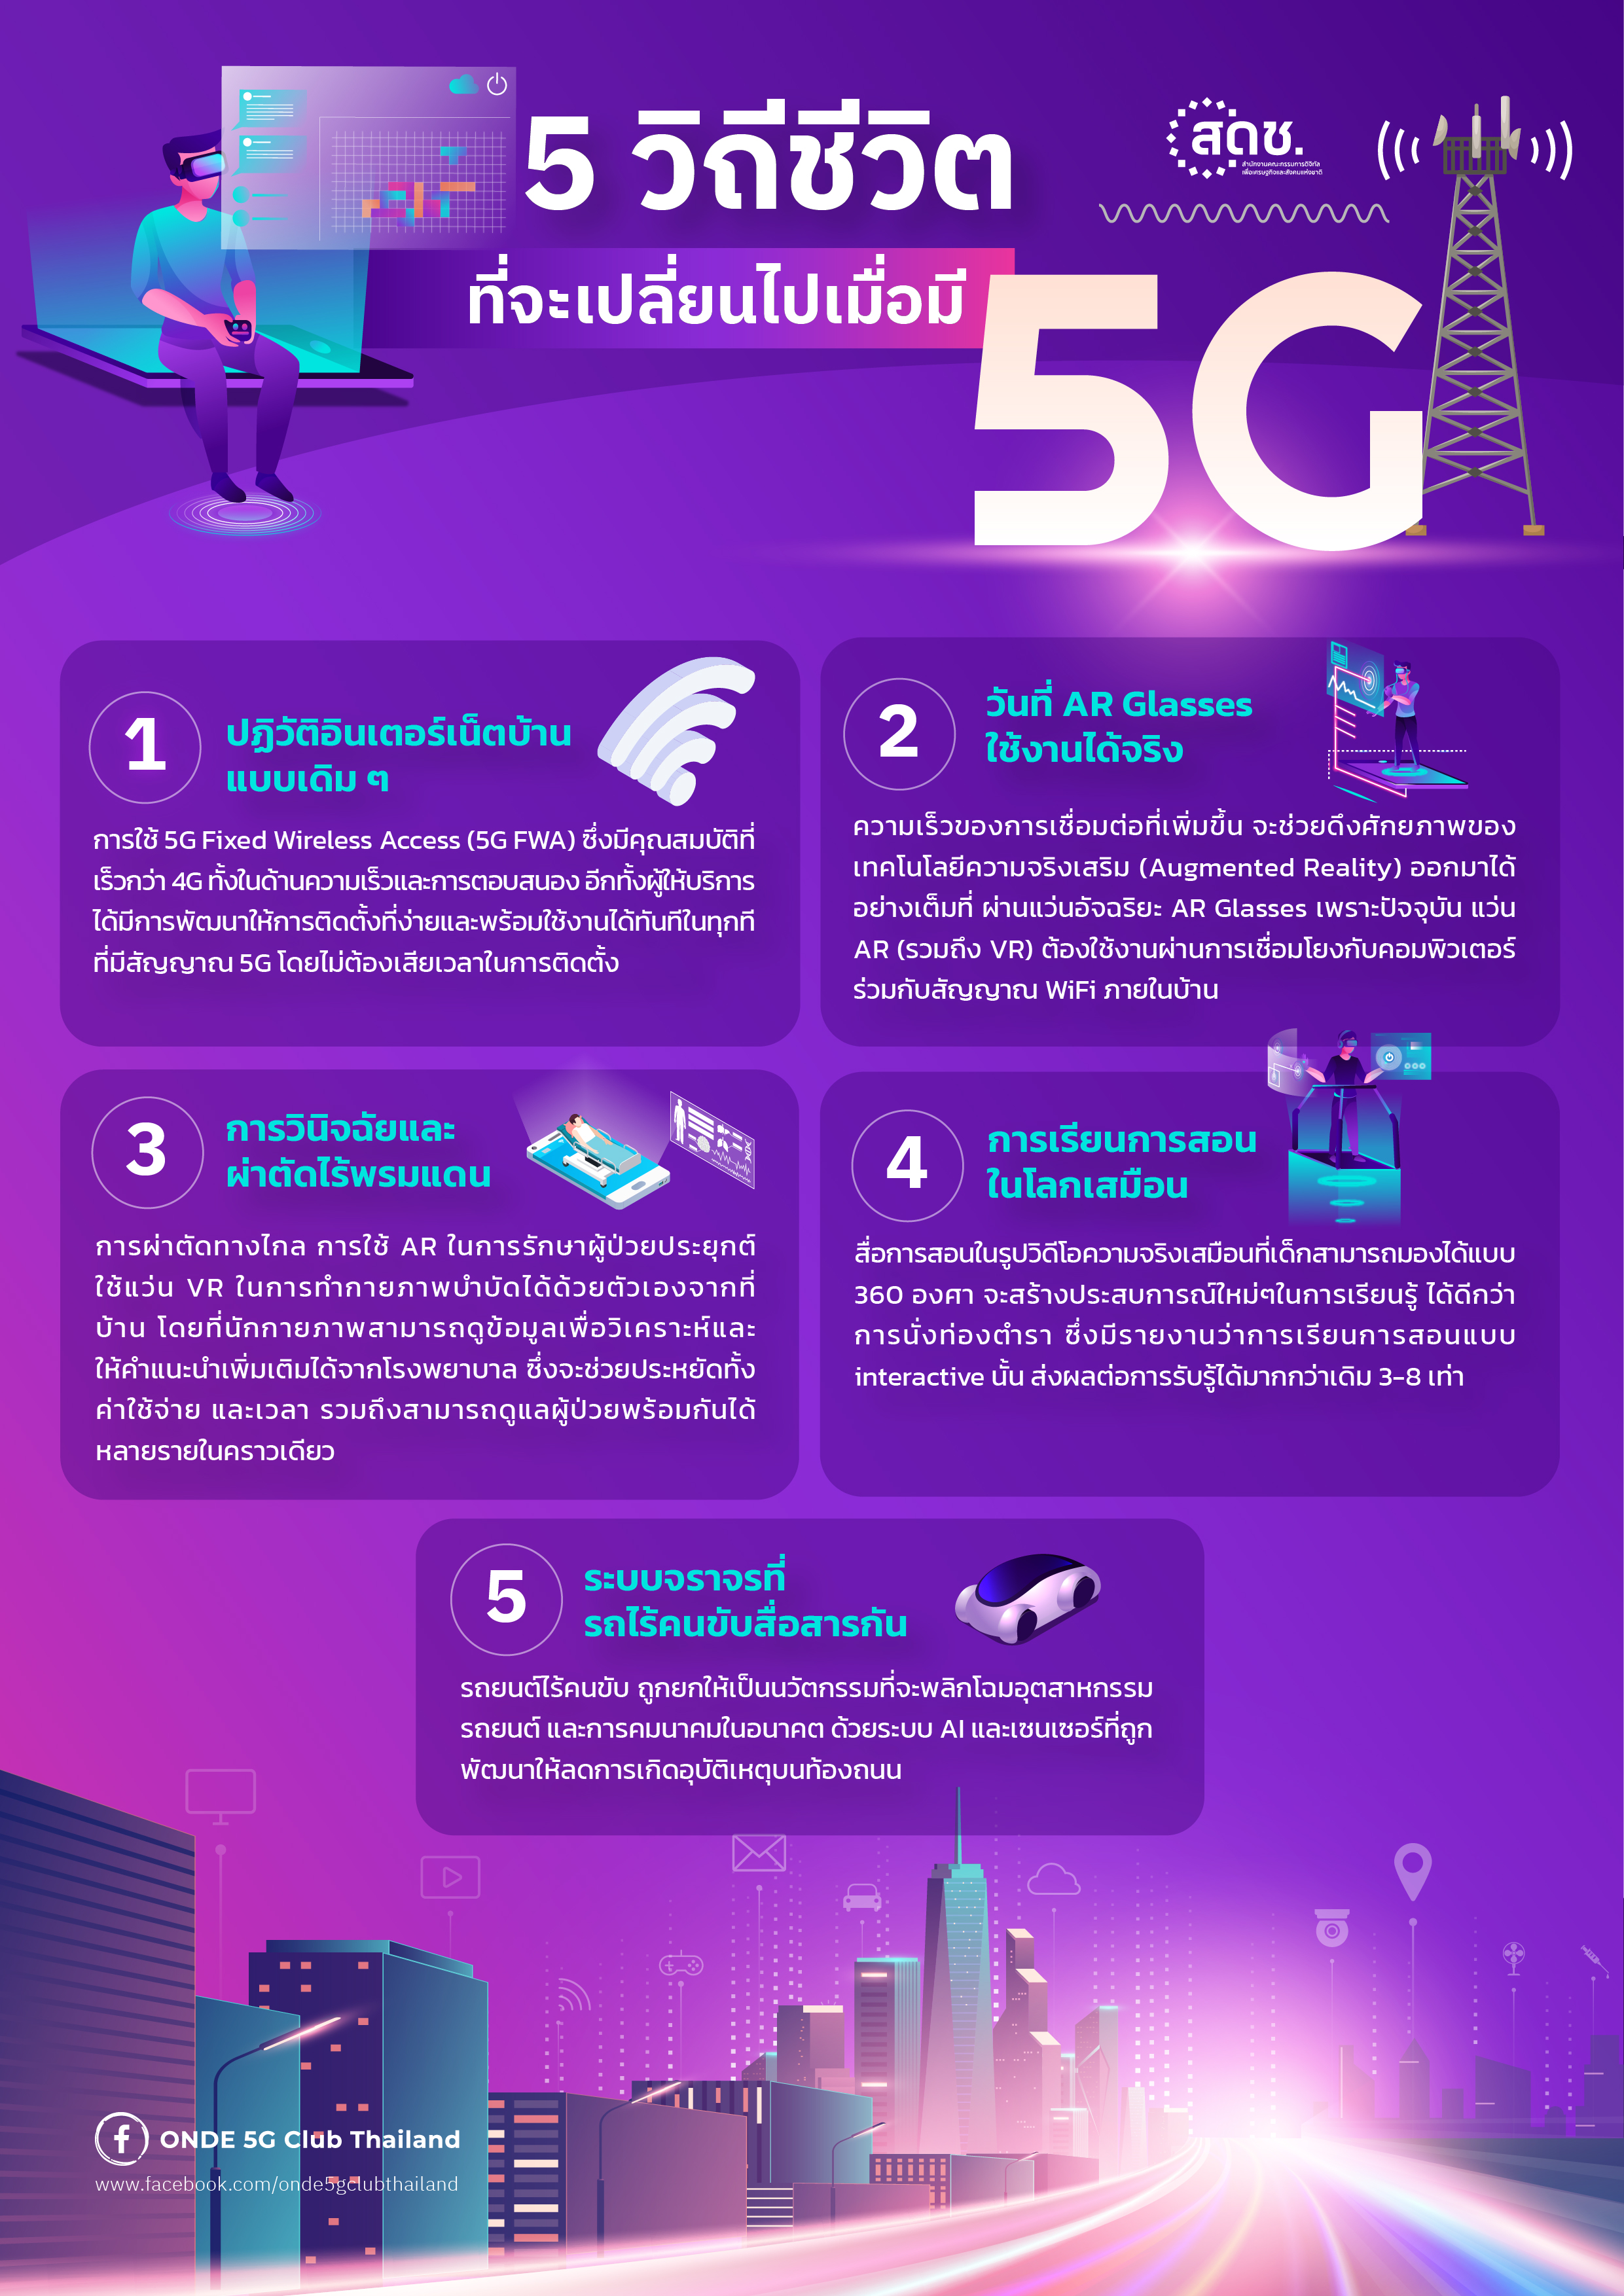 5 วิถีชีวิต
ที่จะเปลี่ยนไปเมื่อมี
5G
สดช.
สำนักงานคณะกรรมการดิจิทัล
เพื่อเศรษฐกิจและสังคมแห่งชาติ
1
ปฏิวัติอินเตอร์เน็ตบ้าน
แบบเดิม ๆ
การใช้ 5G Fixed Wireless Access (5G FWA) ซึ่งมีคุณสมบัติที่
เร็วกว่า 4G ทั้งในด้านความเร็วและการตอบสนอง อีกทั้งผู้ให้บริการ
ได้มีการพัฒนาให้การติดตั้งที่ง่ายและพร้อมใช้งานได้ทันทีในทุกที
ที่มีสัญญาณ 5G โดยไม่ต้องเสียเวลาในการติดตั้ง
2
วันที่ AR Glasses
ใช้งานได้จริง
ความเร็วของการเชื่อมต่อที่เพิ่มขึ้น จะช่วยดึงศักยภาพของ
เทคโนโลยีความจริงเสริม (Augmented Reality) ออกมาได้
อย่างเต็มที่ ผ่านแว่นอัจฉริยะ AR Glasses เพราะปัจจุบัน แว่น
AR (รวมถึง VR) ต้องใช้งานผ่านการเชื่อมโยงกับคอมพิวเตอร์
ร่วมกับสัญญาณ WiFi ภายในบ้าน
3
การวินิจฉัยและ
ผ่าตัดไร้พรมแดน
การผ่าตัดทางไกล การใช้ AR ในการรักษาผู้ป่วยประยุกต์
ใช้แว่น VR ในการทำกายภาพบำบัดได้ด้วยตัวเองจากที่
บ้าน โดยที่นักกายภาพสามารถดูข้อมูลเพื่อวิเคราะห์และ
ให้คำแนะนำเพิ่มเติมได้จากโรงพยาบาล ซึ่งจะช่วยประหยัดทั้ง
ค่าใช้จ่าย และเวลา รวมถึงสามารถดูแลผู้ป่วยพร้อมกันได้
หลายรายในคราวเดียว
4
การเรียนการสอน
ในโลกเสมือน
สื่อการสอนในรูปวิดีโอความจริงเสมือนที่เด็กสามารถมองได้แบบ
360 องศา จะสร้างประสบการณ์ใหม่ๆในการเรียนรู้ ได้ดีกว่า
การนั่งท่องตำรา ซึ่งมีรายงานว่าการเรียนการสอนแบบ
interactive นั้น ส่งผลต่อการรับรู้ได้มากกว่าเดิม 3-8 เท่า
5
ระบบจราจรที่
รถไร้คนขับสื่อสารกัน
รถยนต์ไร้คนขับ ถูกยกให้เป็นนวัตกรรมที่จะพลิกโฉมอุตสาหกรรม
รถยนต์ และการคมนาคมในอนาคต ด้วยระบบ AI และเซนเซอร์ที่ถูก
พัฒนาให้ลดการเกิดอุบัติเหตุบนท้องถนน
ONDE 5G Club Thailand
www.facebook.com/onde5gclubthailand